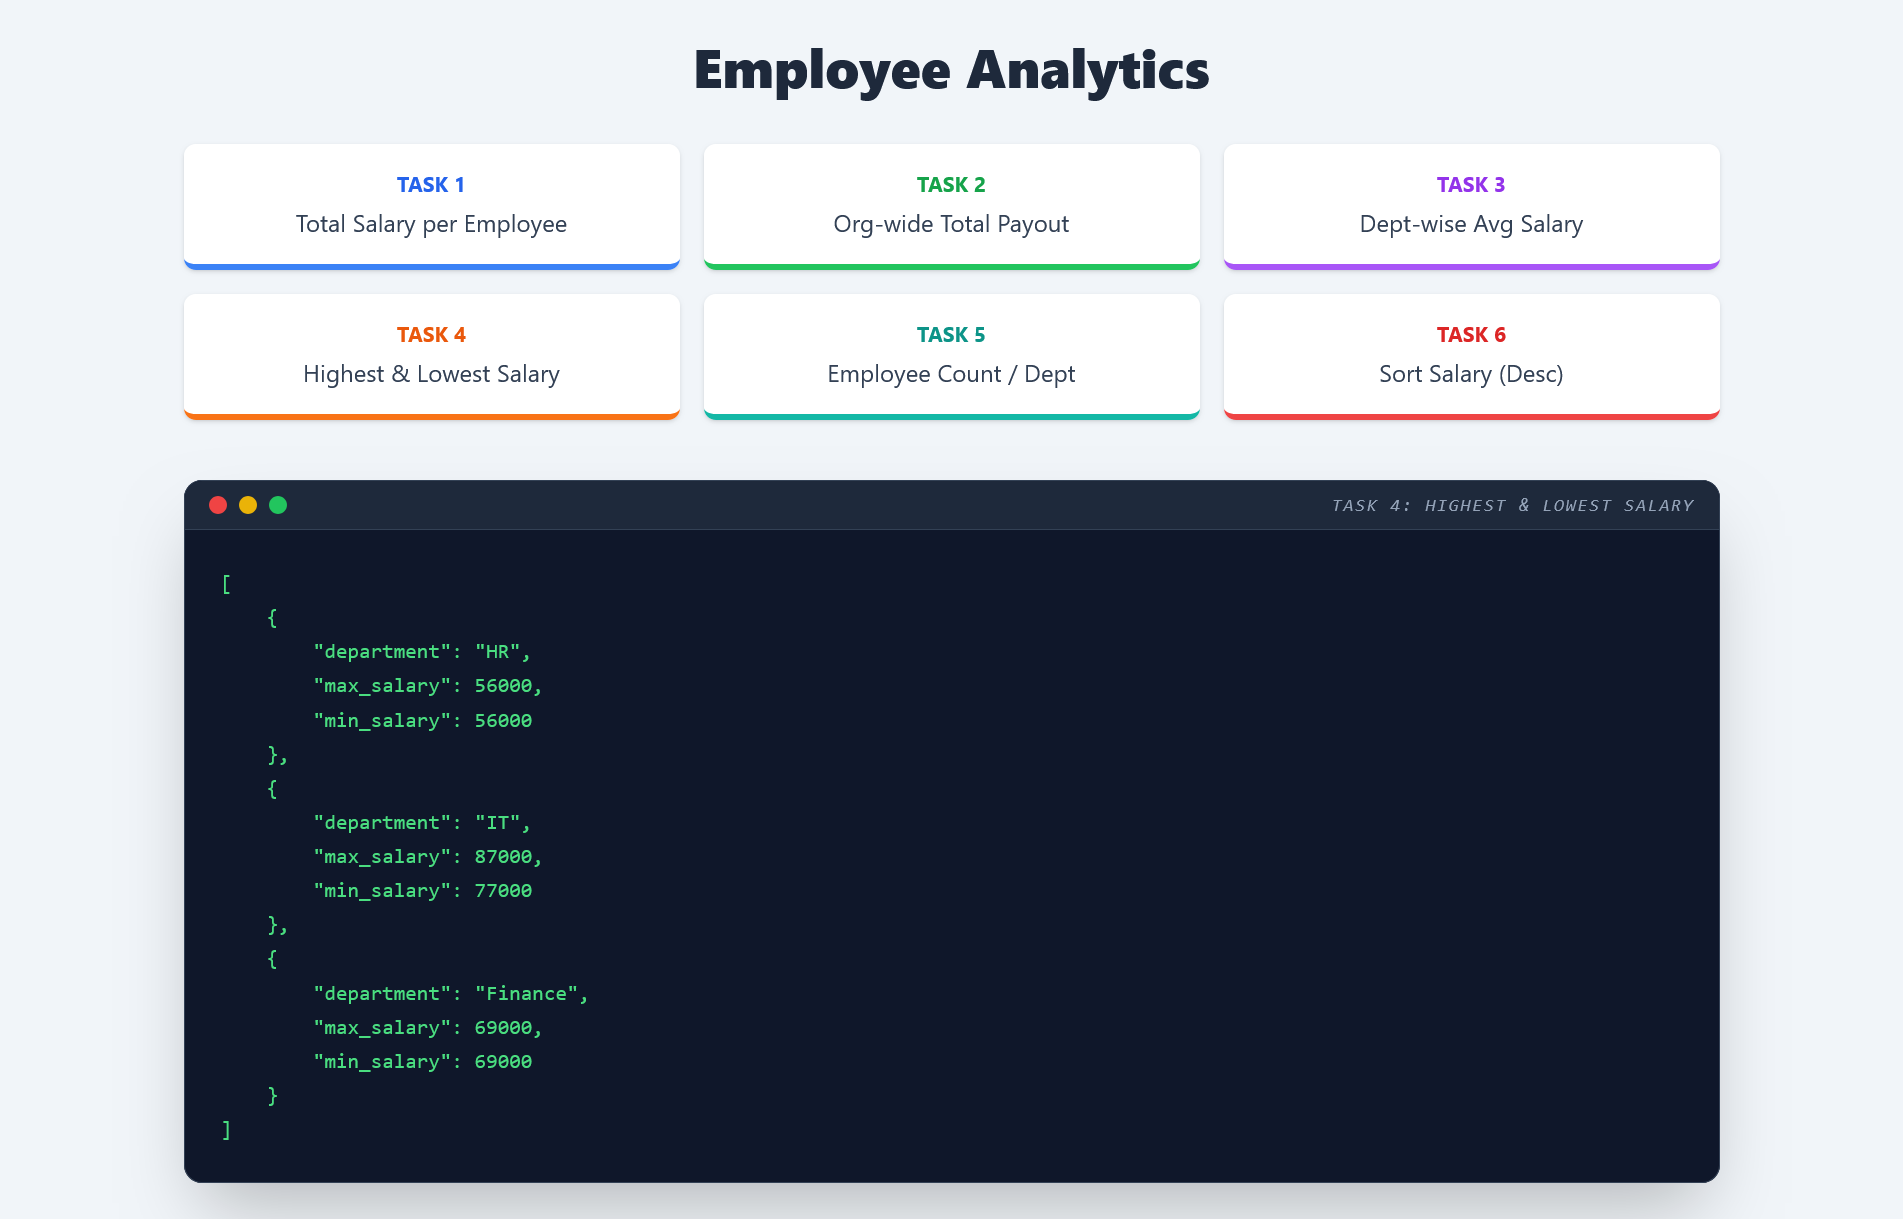 Employee Analytics
TASK 1
Total Salary per Employee
TASK 2
Org-wide Total Payout
TASK 3
Dept-wise Avg Salary
TASK 4
Highest & Lowest Salary
TASK 5
Employee Count / Dept
TASK 6
Sort Salary (Desc)
TASK 4: HIGHEST & LOWEST SALARY
[
    {
        "department": "HR",
        "max_salary": 56000,
        "min_salary": 56000
    },
    {
        "department": "IT",
        "max_salary": 87000,
        "min_salary": 77000
    },
    {
        "department": "Finance",
        "max_salary": 69000,
        "min_salary": 69000
    }
]